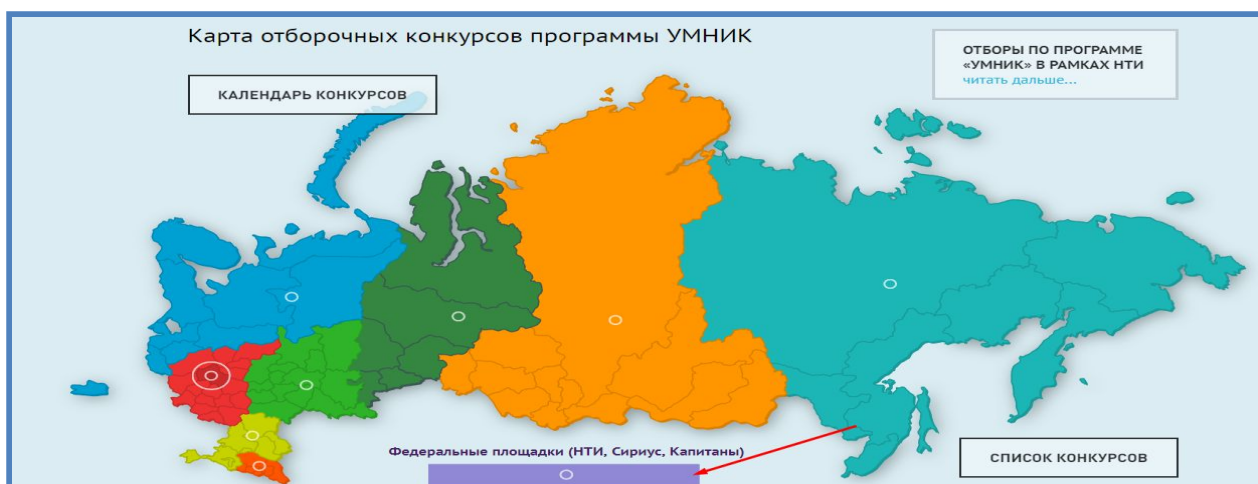 Карта отборочных конкурсов программы УМНИК
ОТБОРЫ ПО ПРОГРАММЕ
«УМНИК» В РАМКАХ НТИ
читать дальше...
КАЛЕНДАРЬ КОНКУРСОВ
Федеральные площадки (НТИ, Сириус, Капитаны)
СПИСОК КОНКУРСОВ